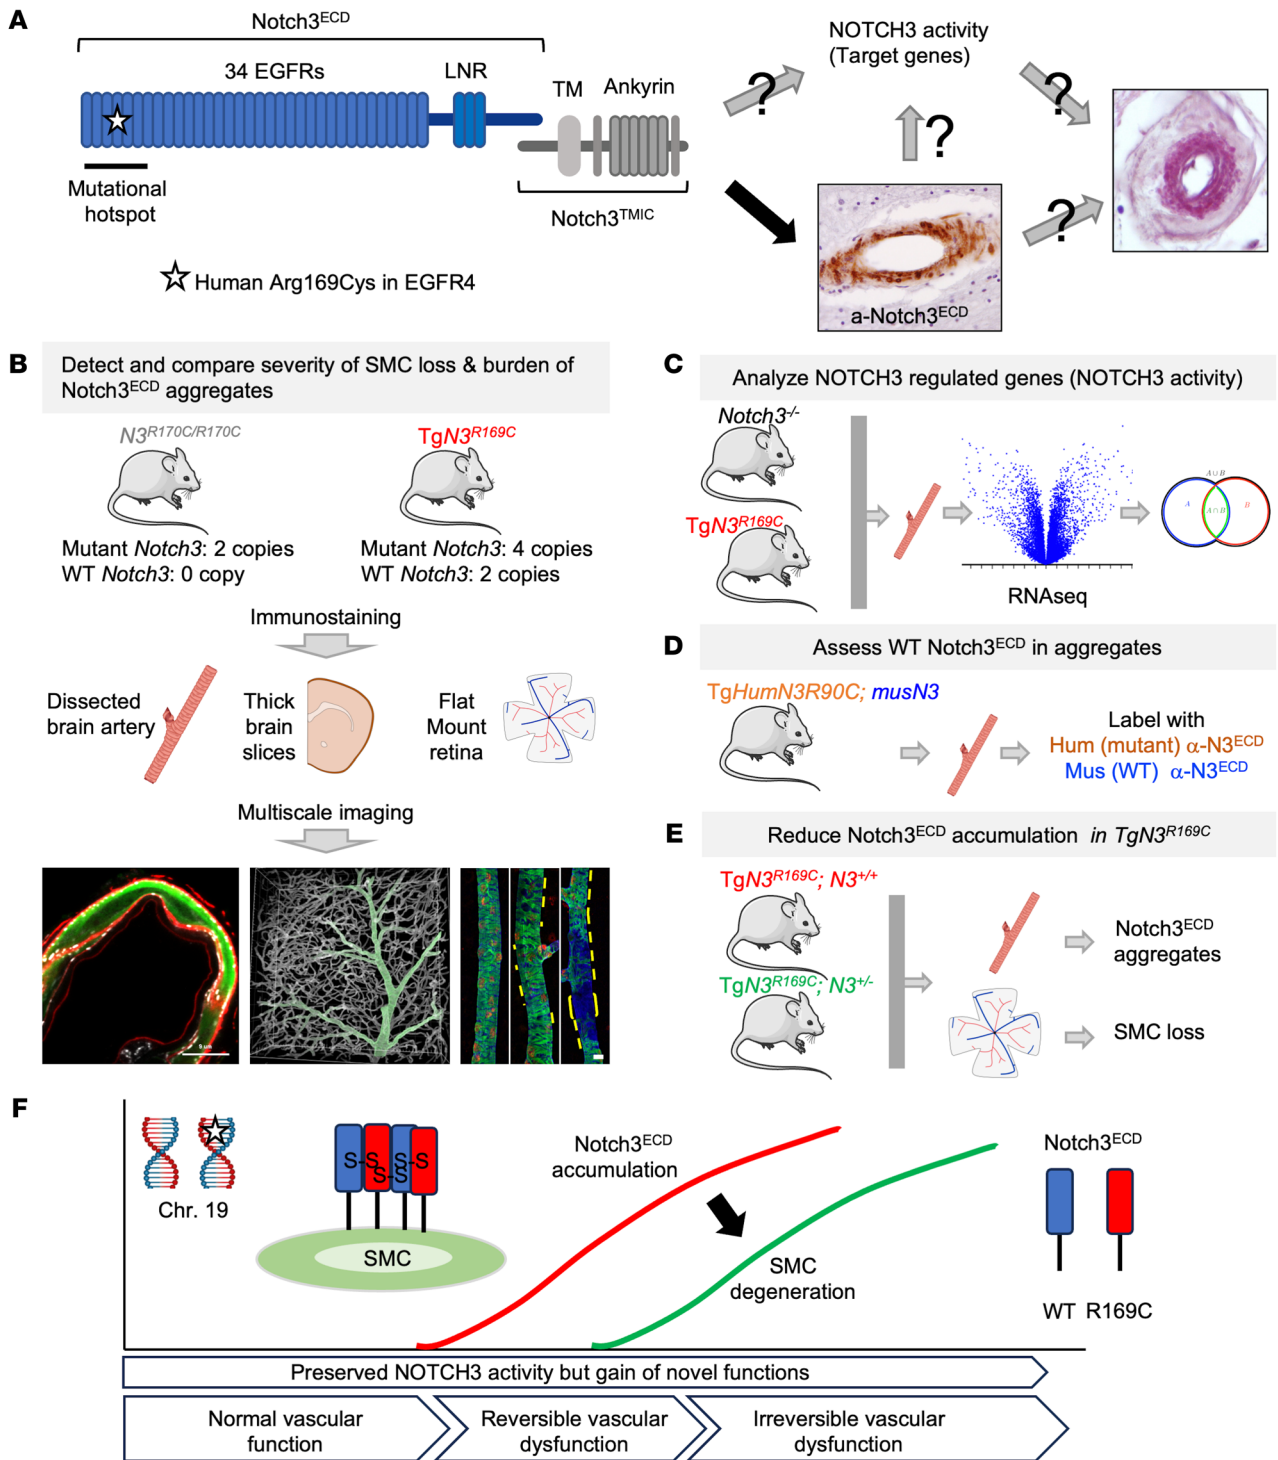 A
Notch3ECD
34 EGFRs
LNR
TM
Ankyrin
Mutational
hotspot
Notch3TMIC
Human Arg169Cys in EGFR4
NOTCH3 activity
(Target genes)
?
?
?
?
a-Notch3ECD
B
Detect and compare severity of SMC loss & burden of
Notch3ECD aggregates
N3R170C/R170C
TgN3R169C
Mutant Notch3: 2 copies
WT Notch3: 0 copy
Mutant Notch3: 4 copies
WT Notch3: 2 copies
Immunostaining
Dissected
brain artery
Thick
brain
slices
Flat
Mount
retina
Multiscale imaging
C
Analyze NOTCH3 regulated genes (NOTCH3 activity)
Notch3-/-
TgN3R169C
RNAseq
A∪B
A
A∩B
B
D
Assess WT Notch3ECD in aggregates
TgHumN3R90C; musN3
Label with
Hum (mutant) α-N3ECD
Mus (WT) α-N3ECD
E
Reduce Notch3ECD accumulation in TgN3R169C
TgN3R169C; N3+/+
TgN3R169C; N3+/-
Notch3ECD
aggregates
SMC loss
F
Chr. 19
S-S
S-S
S-S
SMC
Notch3ECD
accumulation
SMC
degeneration
Notch3ECD
WT R169C
Preserved NOTCH3 activity but gain of novel functions
Normal vascular
function
Reversible vascular
dysfunction
Irreversible vascular
dysfunction